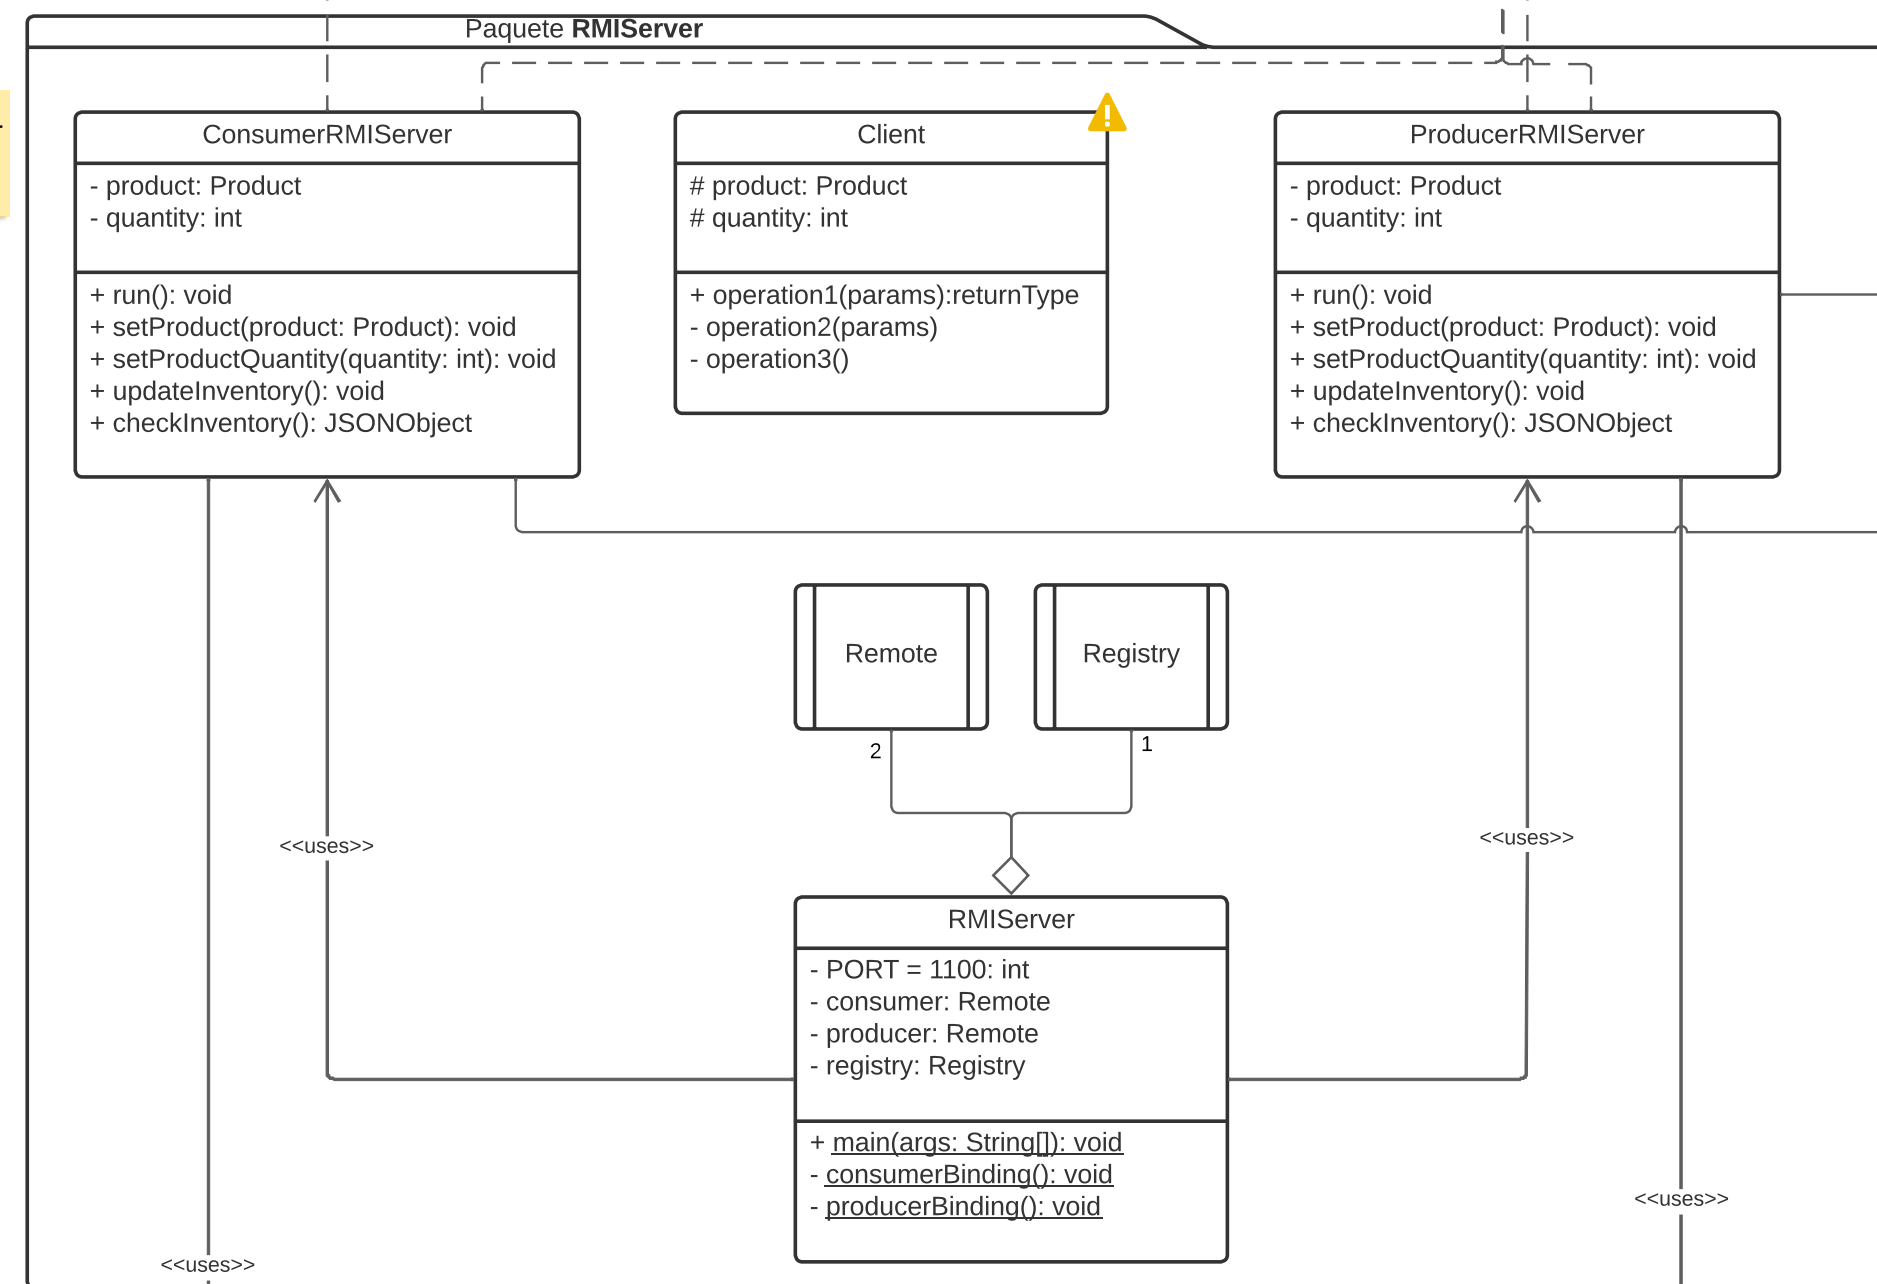 Paquete RMIServer
ConsumerRMIServer
- product: Product
- quantity: int
+ run(): void
+ setProduct(product: Product): void
+ setProductQuantity(quantity: int): void
+ updateInventory(): void
+ checkInventory(): JSONObject
Client
# product: Product
# quantity: int
+ operation1(params):returnType
- operation2(params)
- operation3()
ProducerRMIServer
- product: Product
- quantity: int
+ run(): void
+ setProduct(product: Product): void
+ setProductQuantity(quantity: int): void
+ updateInventory(): void
+ checkInventory(): JSONObject
Remote
Registry
2
1
<<uses>>
<<uses>>
RMIServer
- PORT = 1100: int
- consumer: Remote
- producer: Remote
- registry: Registry
+ main(args: String[]): void
- consumerBinding(): void
- producerBinding(): void
<<uses>>
<<uses>>